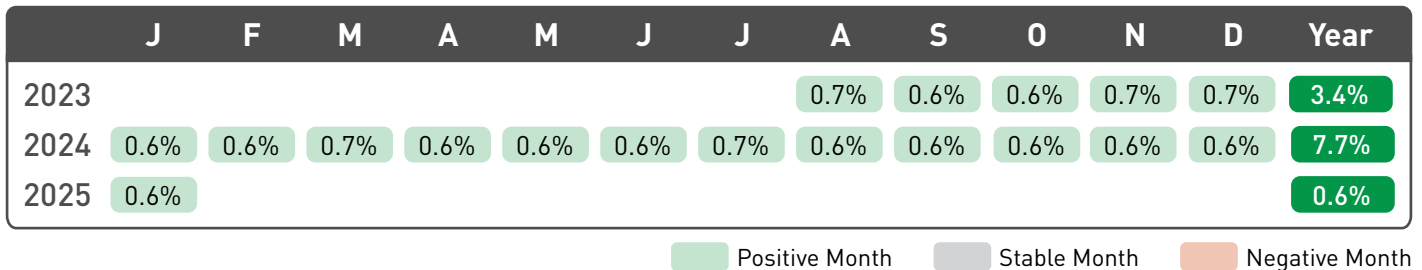 J F M A M J J A S O N D Year
2023 0.7% 0.6% 0.6% 0.7% 0.7% 3.4%
2024 0.6% 0.6% 0.7% 0.6% 0.6% 0.6% 0.7% 0.6% 0.6% 0.6% 0.6% 0.6% 7.7%
2025 0.6% 0.6%
Positive Month Stable Month Negative Month